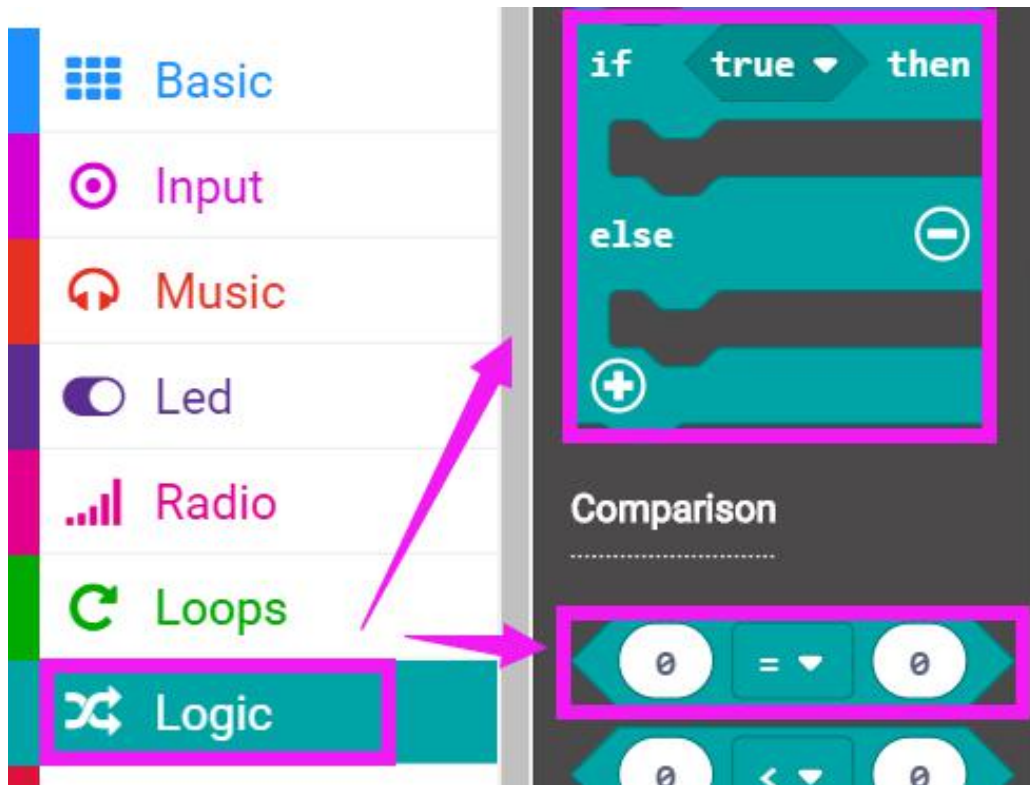 Basic
Input
Music
Led
Radio
Loops
Logic
if true then
else
Comparison
0 = 0
0 < 0